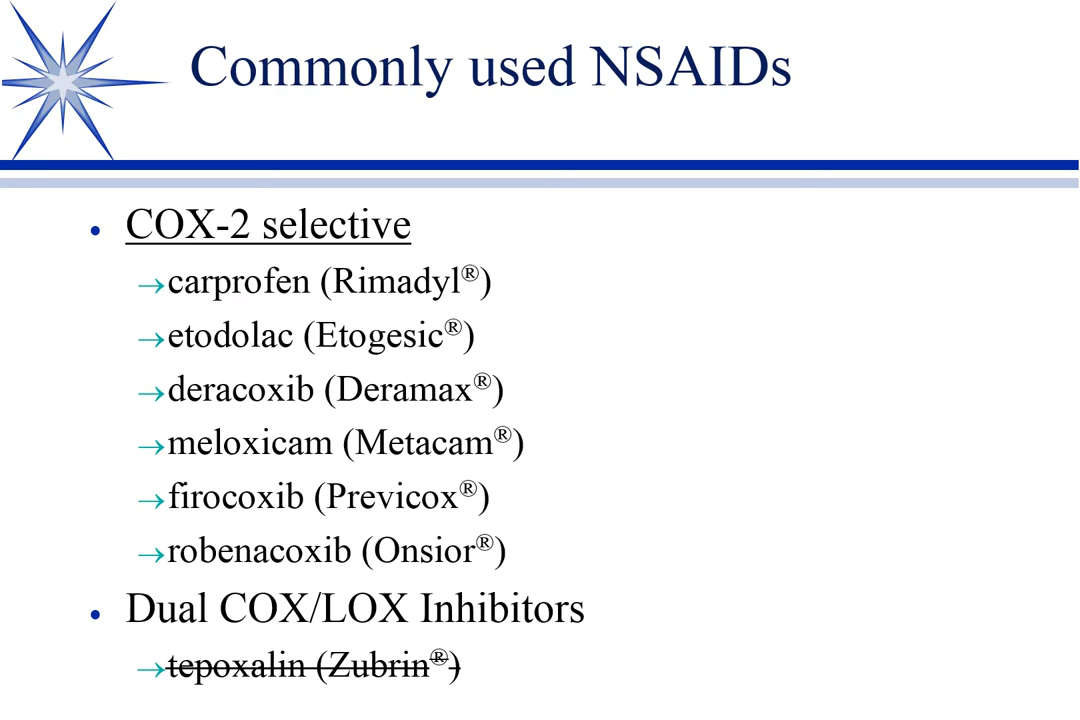 Commonly used NSAIDs
• COX-2 selective
→carprofen (Rimadyl®)
→etodolac (Etogesic®)
→deracoxib (Deramax®)
→meloxicam (Metacam®)
→firocoxib (Previcox®)
→robenacoxib (Onsior®)
• Dual COX/LOX Inhibitors
→tepoxalin (Zubrin®)